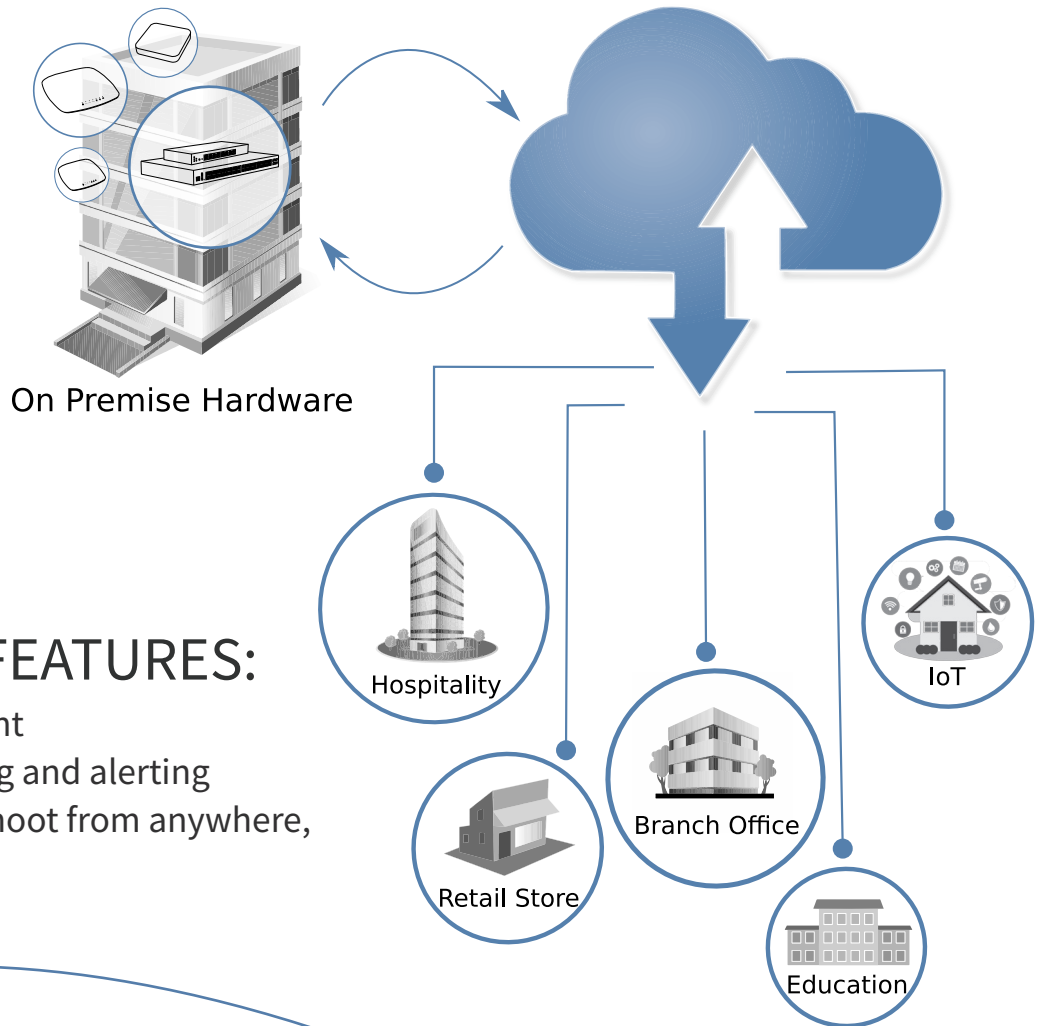 On Premise Hardware
FEATURES:
nt
g and alerting
hoot from anywhere,
Hospitality
IoT
Branch Office
Retail Store
Education